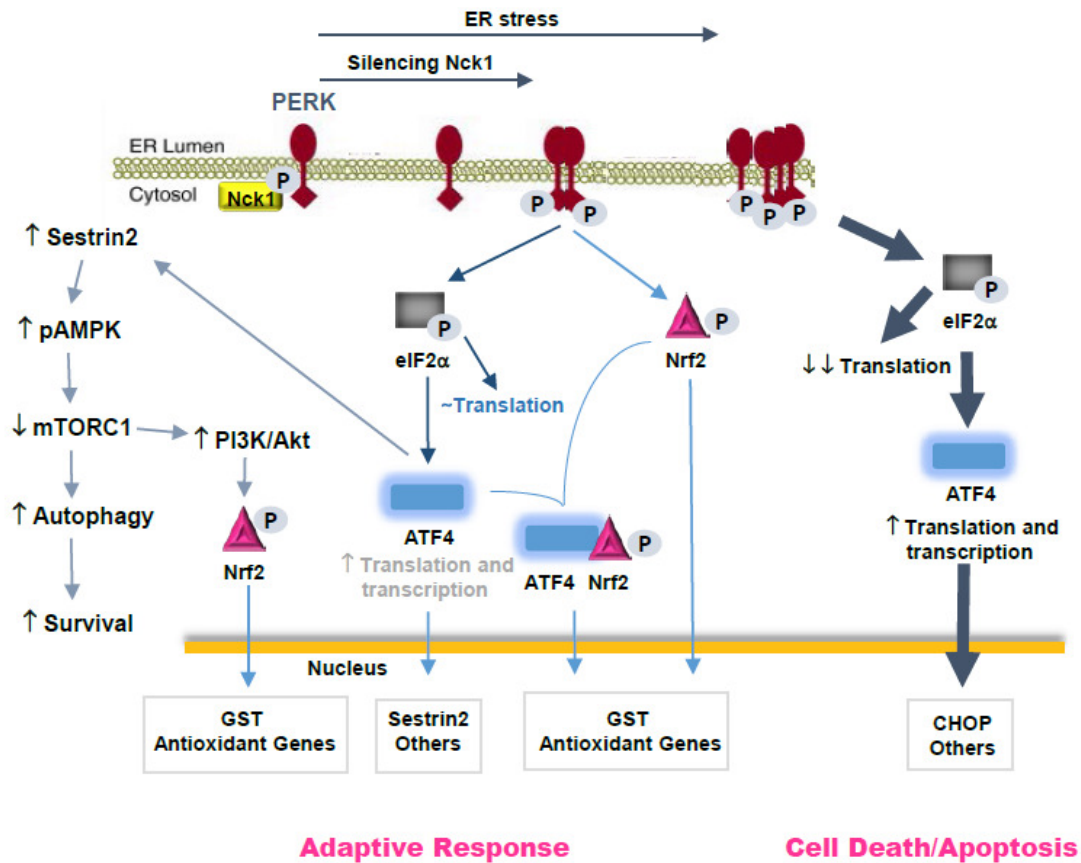 ER stress
Silencing Nck1
PERK
ER Lumen
Cytosol
Nck1
P
P
P
P
P
P
↑ Sestrin2
↑ pAMPK
↓ mTORC1
↑ PI3K/Akt
↑ Autophagy
↑ Survival
P
Nrf2
P
eIF2α
~Translation
P
Nrf2
ATF4
↑ Translation and
transcription
P
ATF4 Nrf2
P
eIF2α
↓↓ Translation
ATF4
↑ Translation and
transcription
Nucleus
GST
Antioxidant Genes
Sestrin2
Others
GST
Antioxidant Genes
CHOP
Others
Adaptive Response
Cell Death/Apoptosis